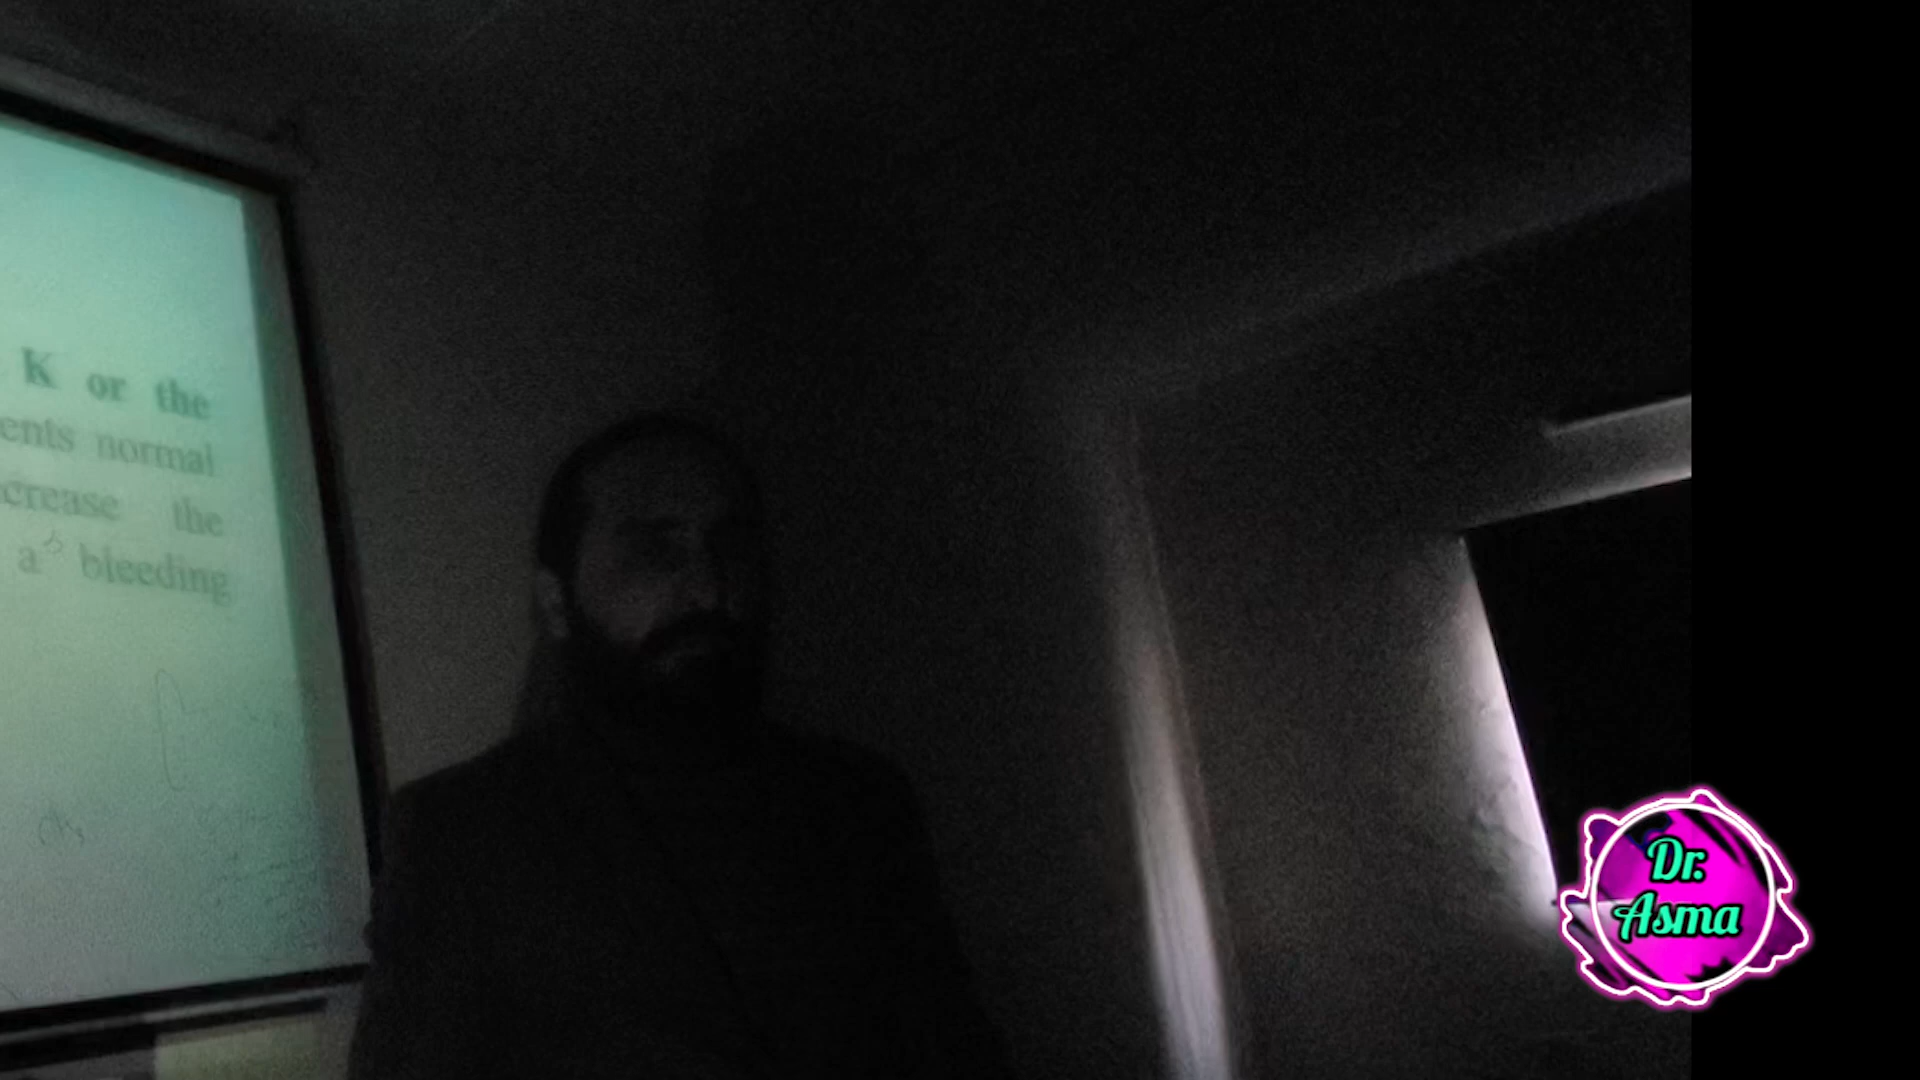 K or the
ents normal
crease the
a bleeding
Dr.
Asma